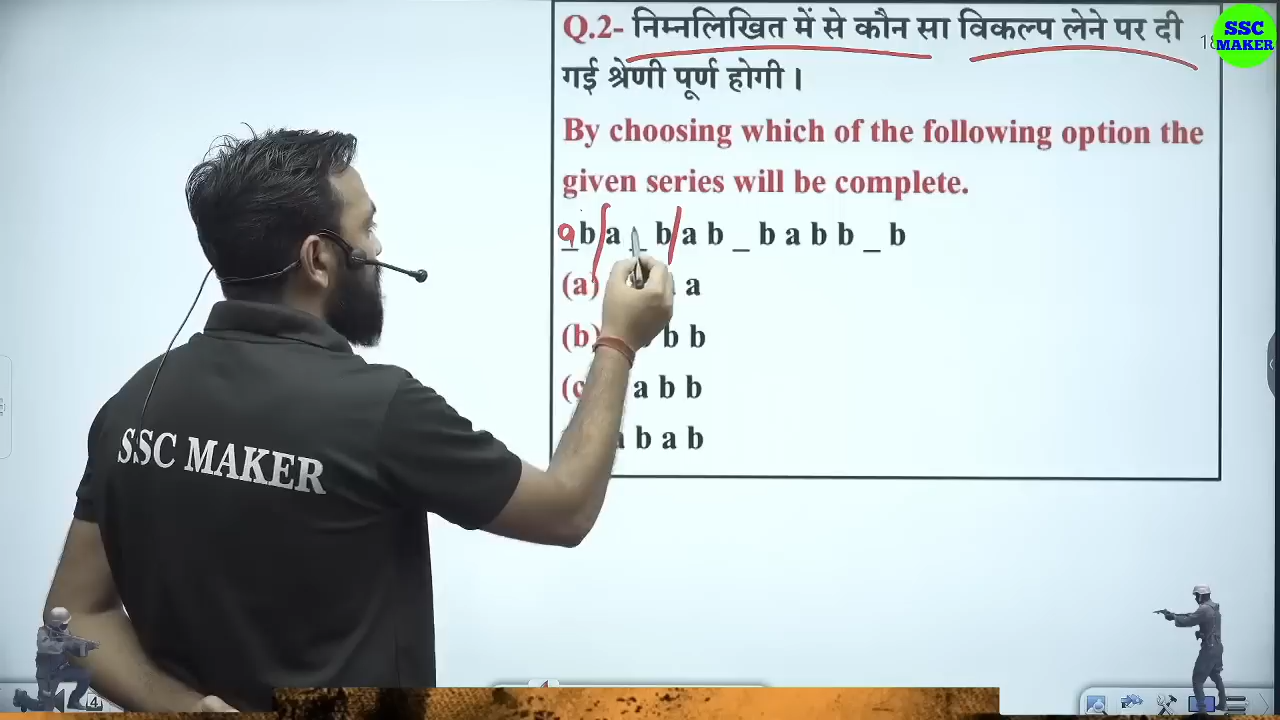 Q.2- निम्नलिखित में से कौन सा विकल्प लेने पर दी
SSC
MAKER
गई श्रेणी पूर्ण होगी ।
By choosing which of the following option the
given series will be complete.
a b / a _ b / a b _ b a b b _ b
(a) a
(b) b b
(c a b b
b a b
SSC MAKER
4